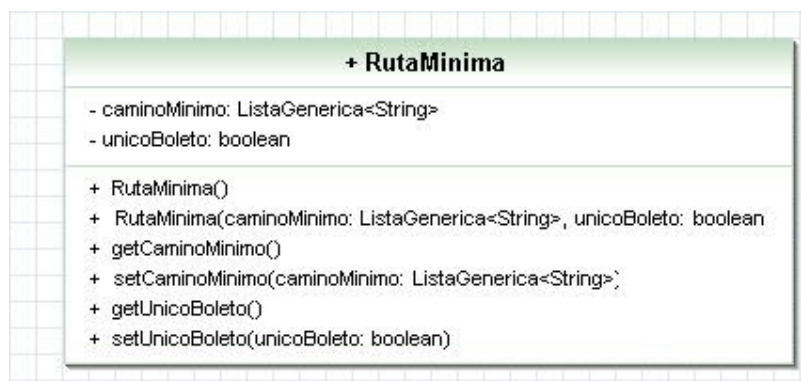 + RutaMinima
- caminoMinimo: ListaGenerica<String>
- unicoBoleto: boolean
+ RutaMinima()
+ RutaMinima(caminoMinimo: ListaGenerica<String>, unicoBoleto: boolean
+ getCaminoMinimo()
+ setCaminoMinimo(caminoMinimo: ListaGenerica<String>)
+ getUnicoBoleto()
+ setUnicoBoleto(unicoBoleto: boolean)